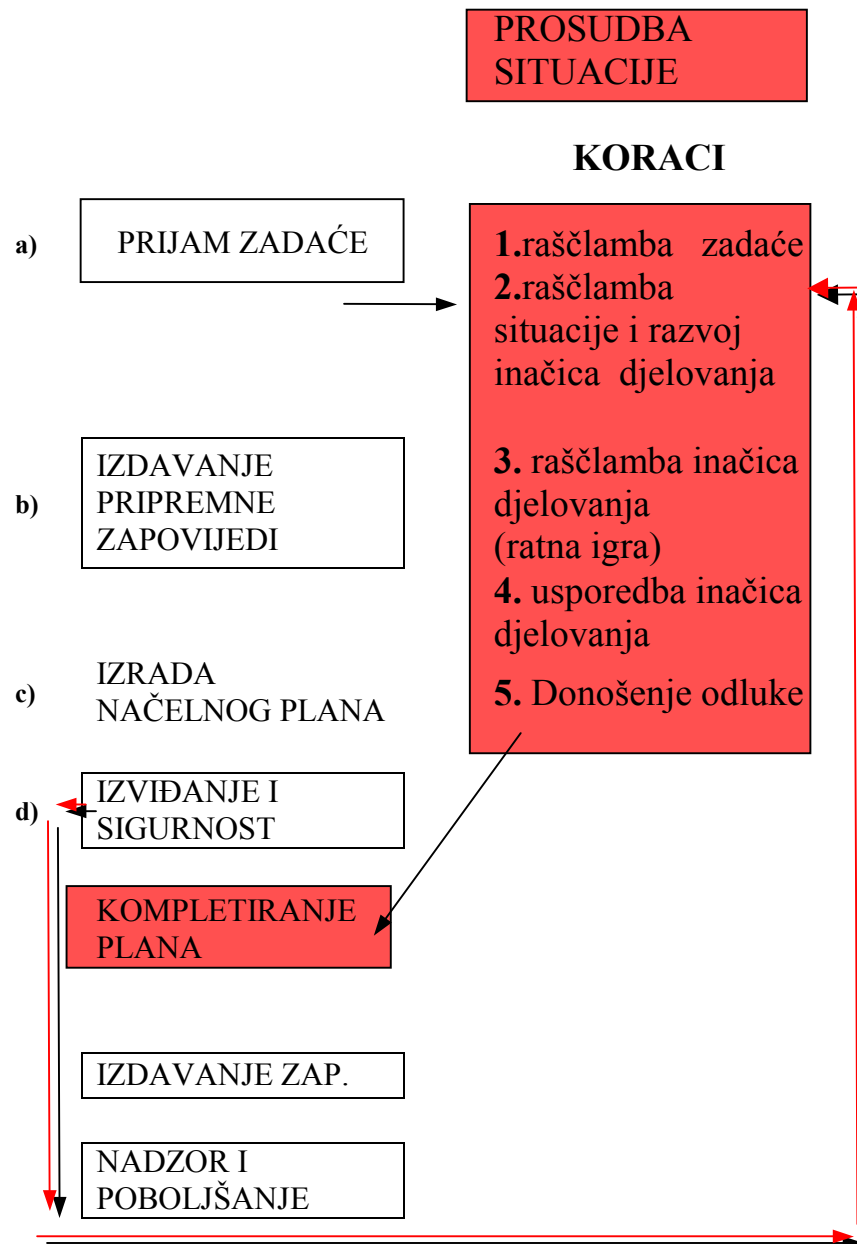 PROSUDBA
SITUACIJE
KORACI
a)
PRIJAM ZADAĆE
1.raščlamba zadaće
2.raščlamba
situacije i razvoj
inačica djelovanja
3. raščlamba inačica
djelovanja
(ratna igra)
4. usporedba inačica
djelovanja
5. Donošenje odluke
b)
IZDAVANJE
PRIPREMNE
ZAPOVIJEDI
c)
IZRADA
NAČELNOG PLANA
d)
IZVIĐANJE I
SIGURNOST
KOMPLETIRANJE
PLANA
IZDAVANJE ZAP.
NADZOR I
POBOLJŠANJE